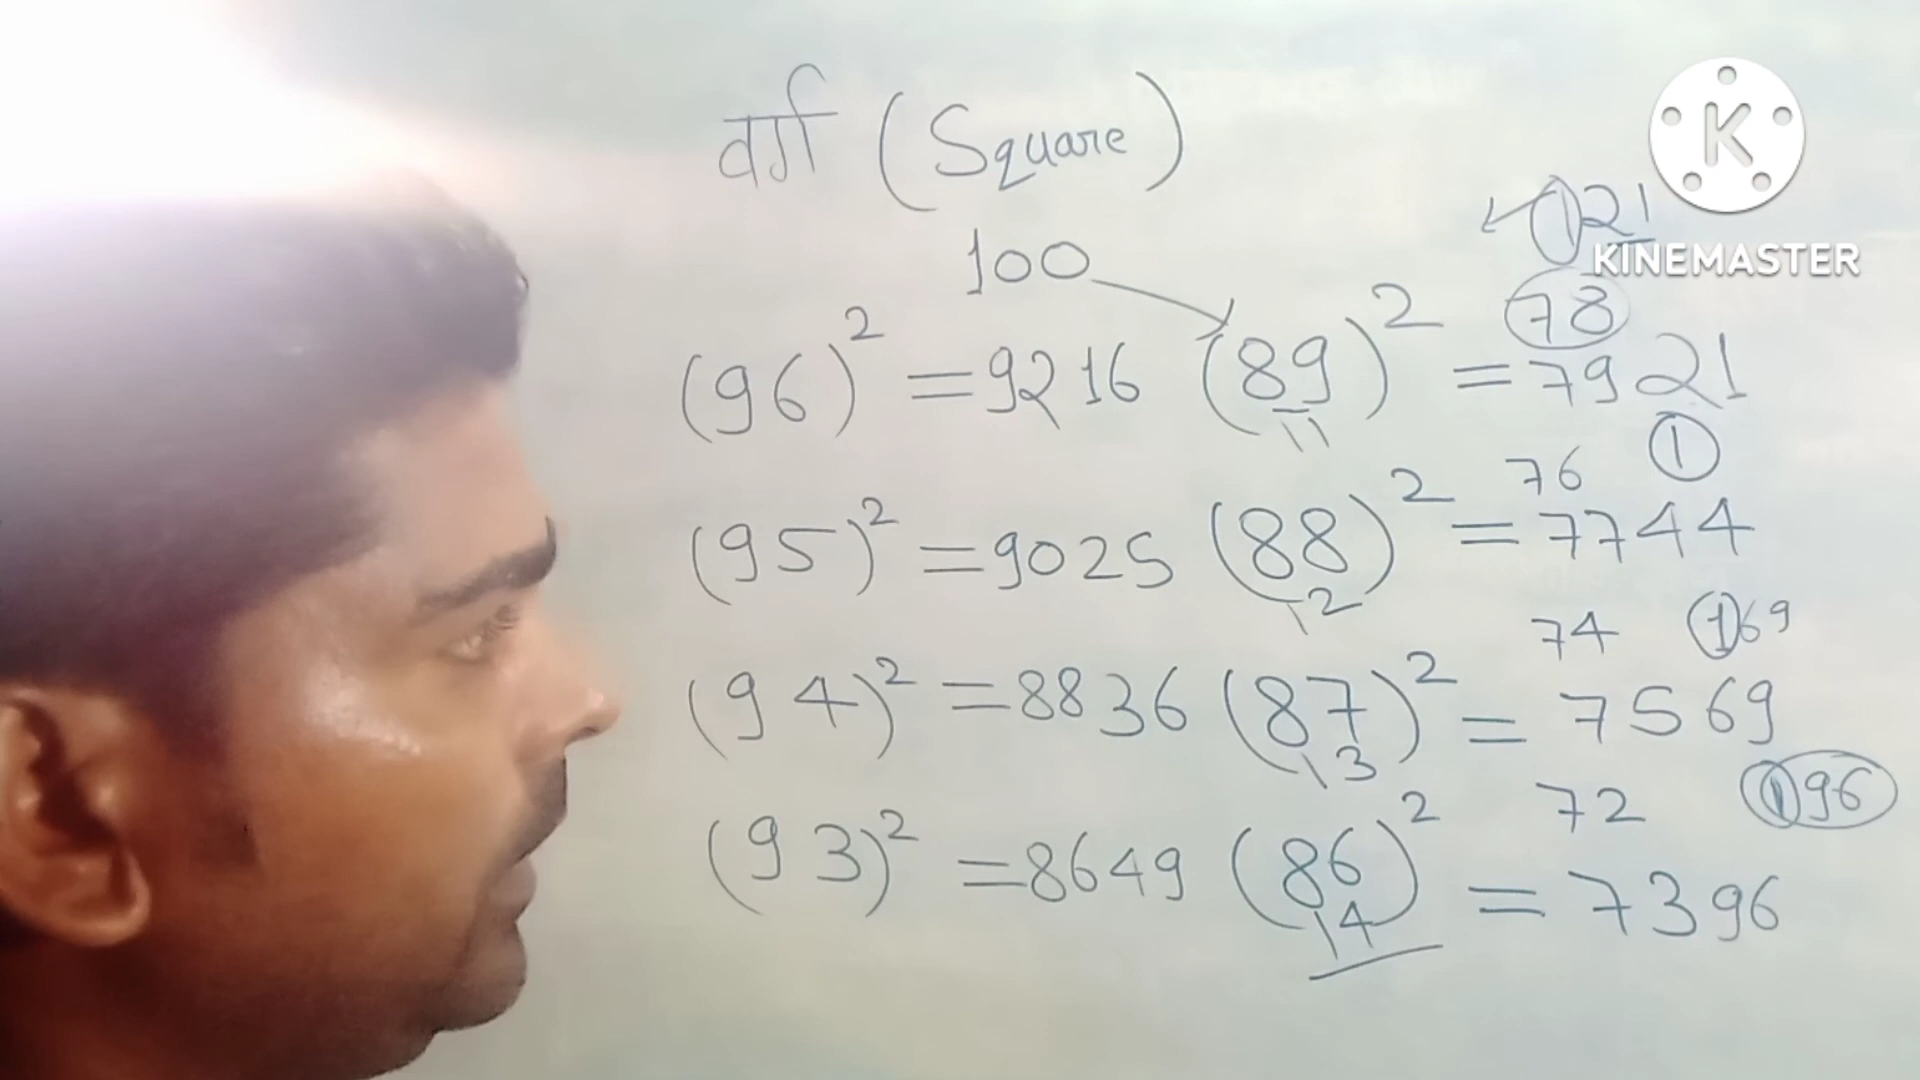 वर्ग (Square)
100
121
K
KINEMASTER
(96)² = 9216 (89)² = 7921
11
78
1
(95)² = 9025 (88)² = 7744
12
76
(94)² = 8836 (87)² = 7569
13
74 169
(93)² = 8649 (86)² = 7396
14
72 196